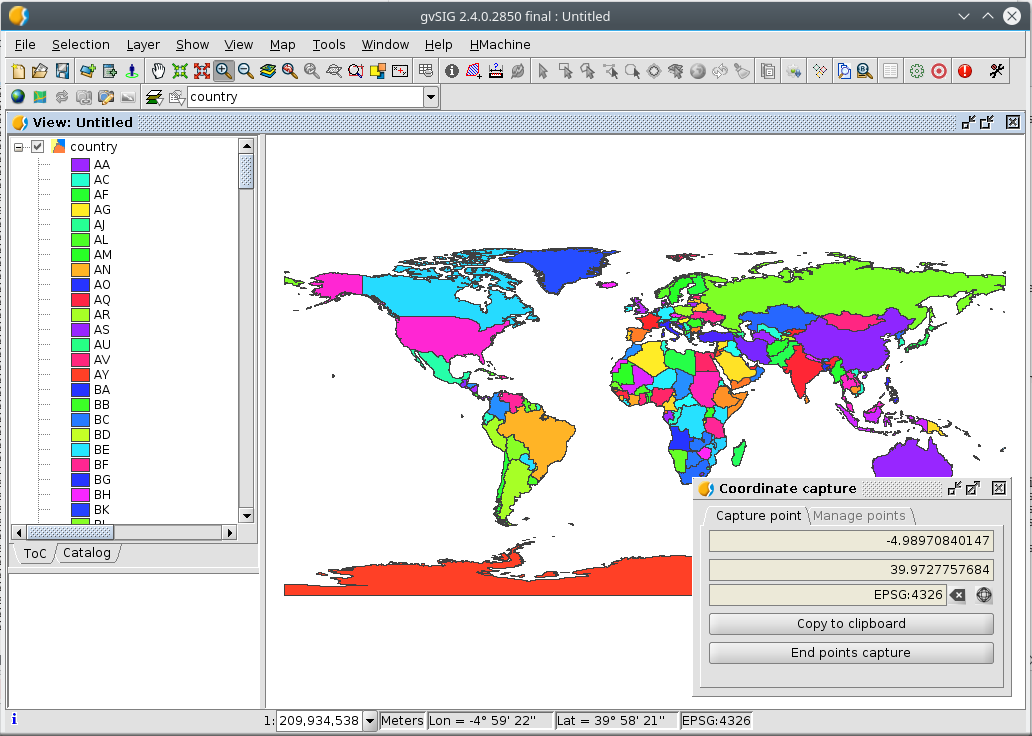 gvSIG 2.4.0.2850 final : Untitled
File Selection Layer Show View Map Tools Window Help HMachine
country
View: Untitled
country
AA
AC
AF
AG
AJ
AL
AM
AN
AO
AQ
AR
AS
AU
AV
AY
BA
BB
BC
BD
BE
BF
BG
BH
BK
ToC Catalog
Coordinate capture
Capture point Manage points
-4.98970840147
39.9727757684
EPSG:4326
Copy to clipboard
End points capture
1: 209,934,538 Meters Lon = -4° 59' 22" Lat = 39° 58' 21" EPSG:4326